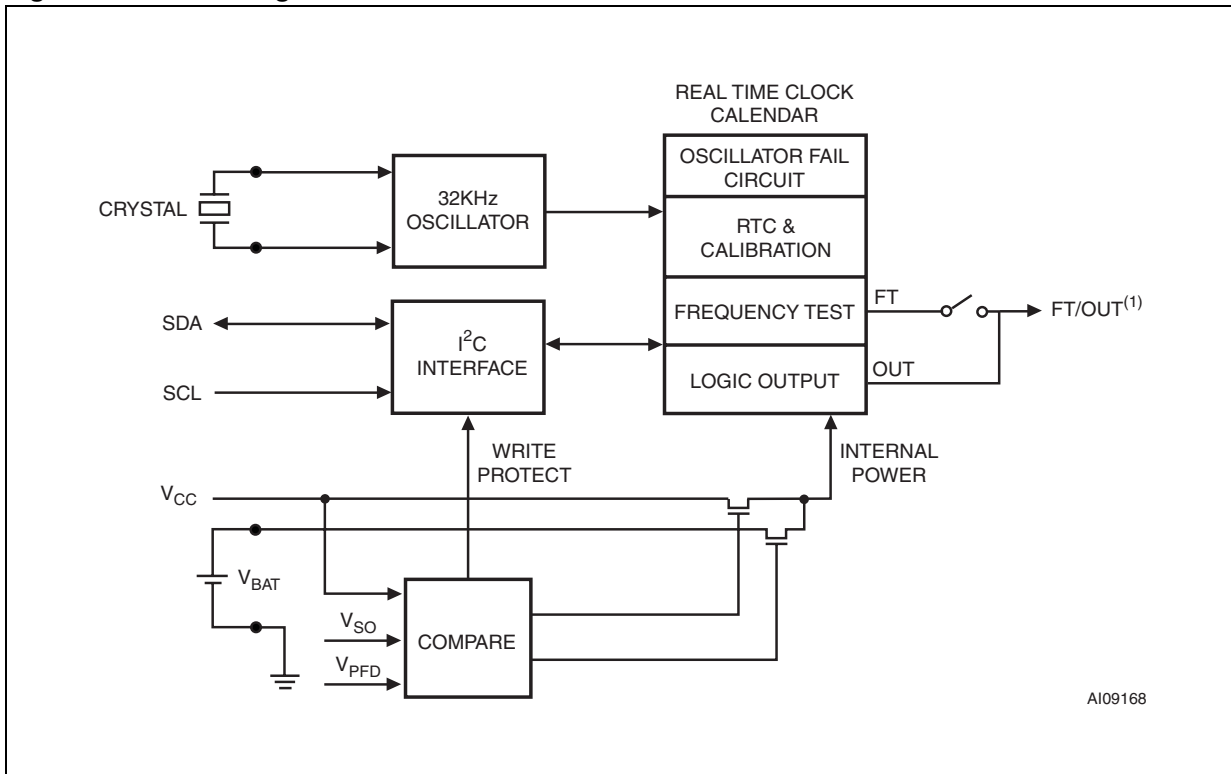 REAL TIME CLOCK
CALENDAR
OSCILLATOR FAIL
CIRCUIT
CRYSTAL
32KHz
OSCILLATOR
RTC &
CALIBRATION
FREQUENCY TEST
FT
FT/OUT(1)
SDA
I2C
INTERFACE
SCL
LOGIC OUTPUT
OUT
WRITE
PROTECT
INTERNAL
POWER
VCC
VBAT
VSO
VPFD
COMPARE
AI09168